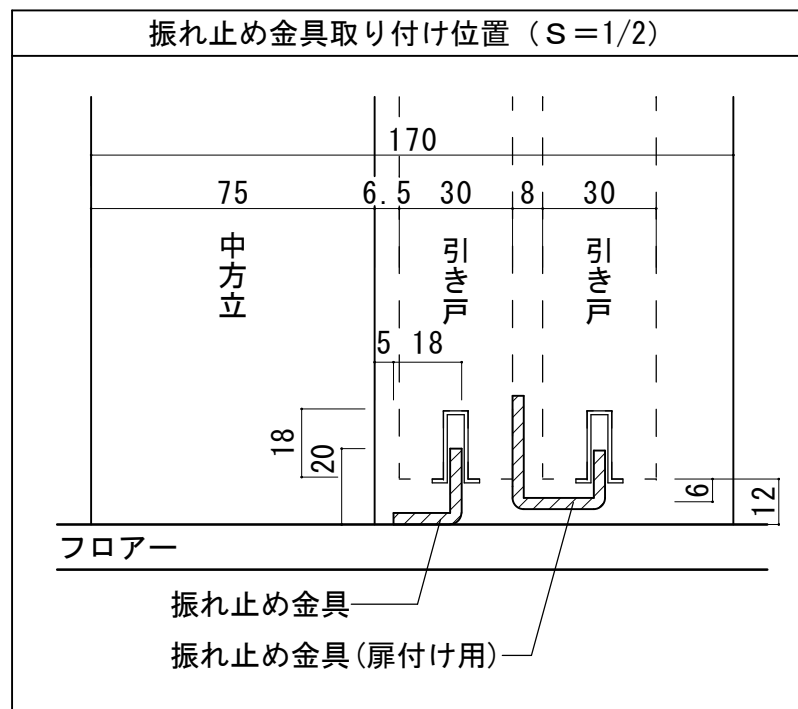 振れ止め金具取り付け位置（S＝1/2）
170
75
6.5
30
8
30
中方立
引き戸
引き戸
5
18
18
20
6
12
フロアー
振れ止め金具
振れ止め金具(扉付け用)